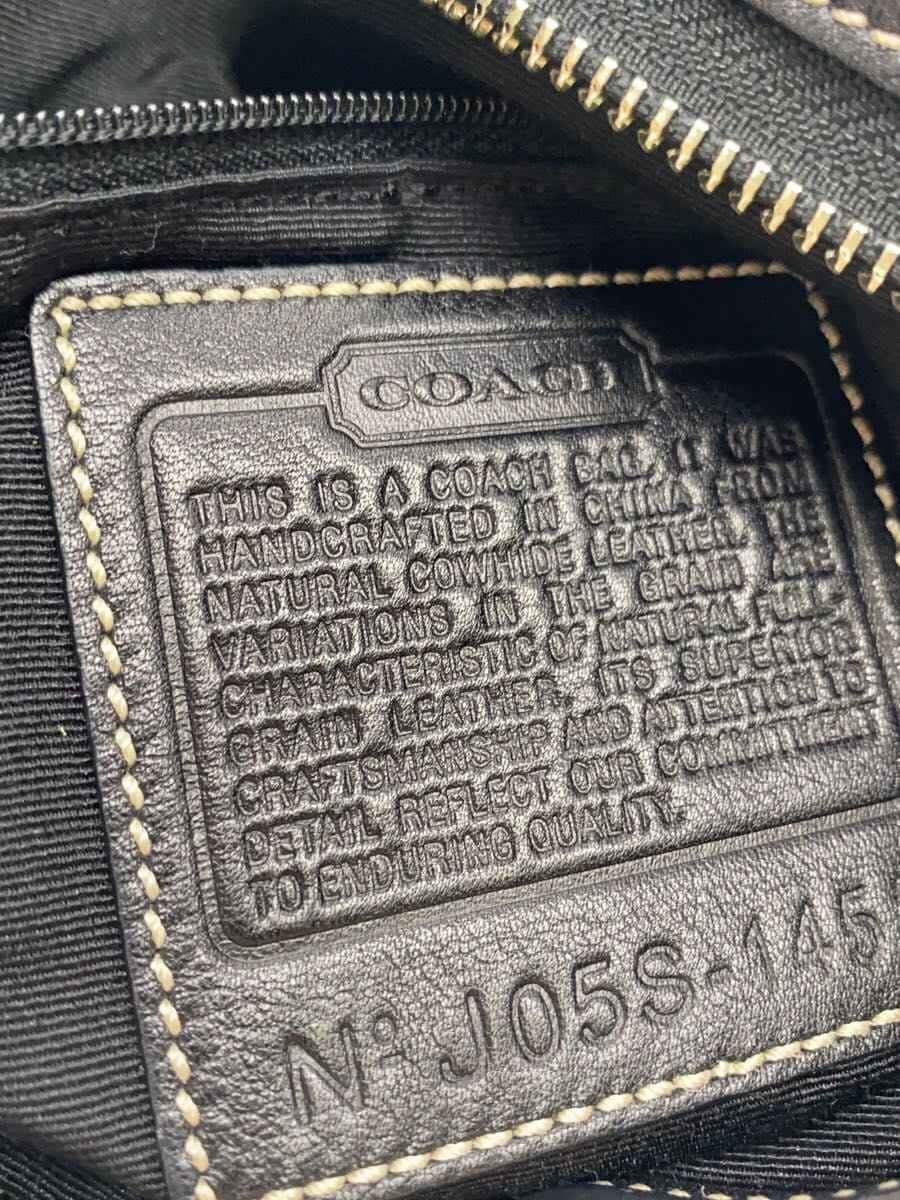 COACH
THIS IS A COACH BAG. IT WAS
HANDCRAFTED IN CHINA FROM
NATURAL COWHIDE LEATHER. THE
VARIATIONS IN THE GRAIN ARE
CHARACTERISTIC OF NATURAL FULL-
GRAIN LEATHER. ITS SUPERIOR
CRAFTSMANSHIP AND ATTENTION TO
DETAIL REFLECT OUR COMMITMENT
TO ENDURING QUALITY.
Nº J05S-145